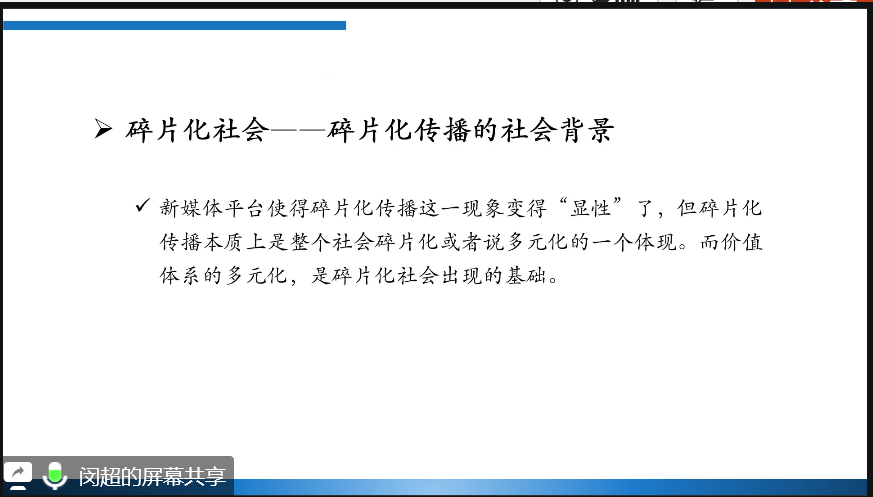 碎片化社会——碎片化传播的社会背景
新媒体平台使得碎片化传播这一现象变得“显性”了，但碎片化
传播本质上是整个社会碎片化或者说多元化的一个体现。而价值
体系的多元化，是碎片化社会出现的基础。
闵超的屏幕共享